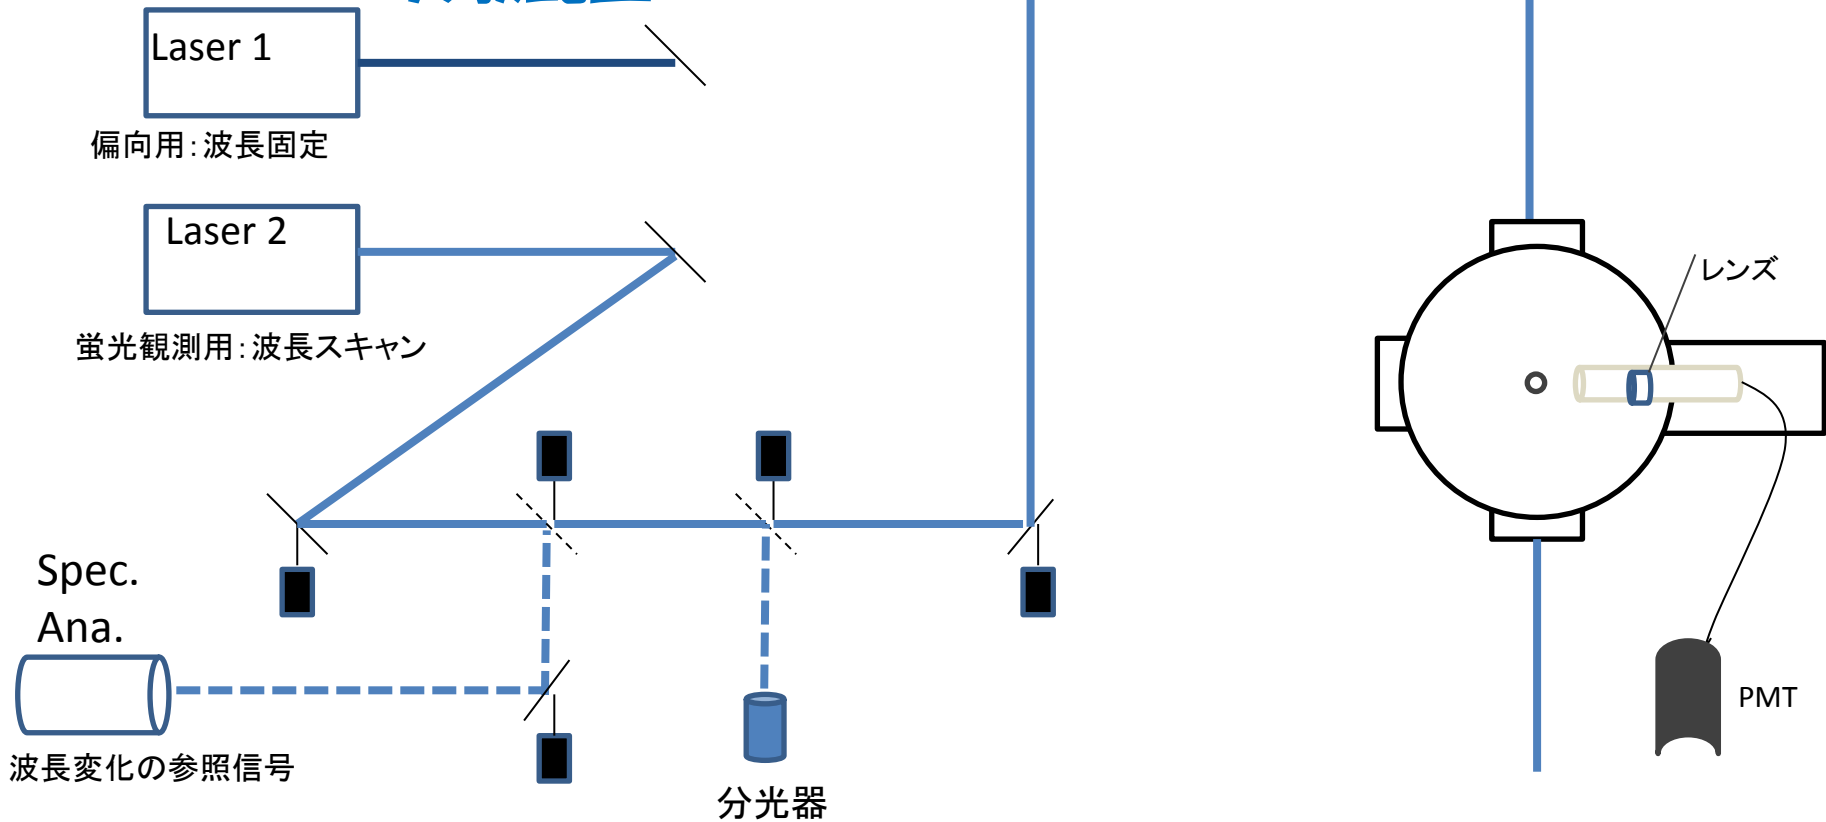 Laser 1
偏向用：波長固定
Laser 2
蛍光観測用：波長スキャン
レンズ
Spec.
Ana.
波長変化の参照信号
分光器
PMT